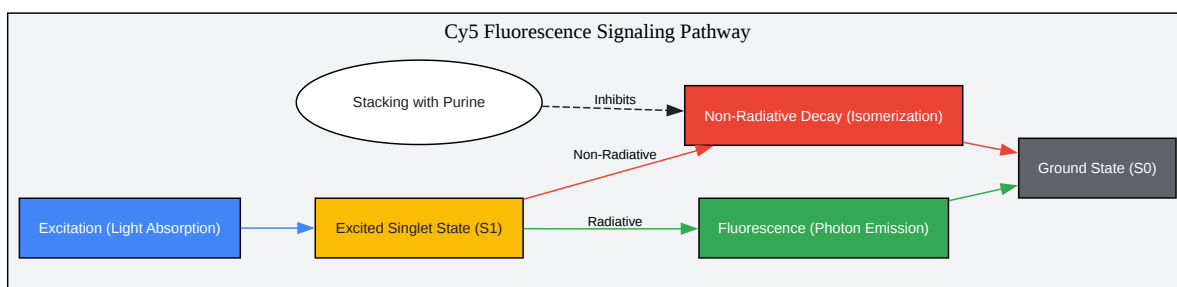 Cy5 Fluorescence Signaling Pathway
Stacking with Purine
Inhibits
Non-Radiative Decay (Isomerization)
Non-Radiative
Ground State (S0)
Excitation (Light Absorption)
Excited Singlet State (S1)
Radiative
Fluorescence (Photon Emission)